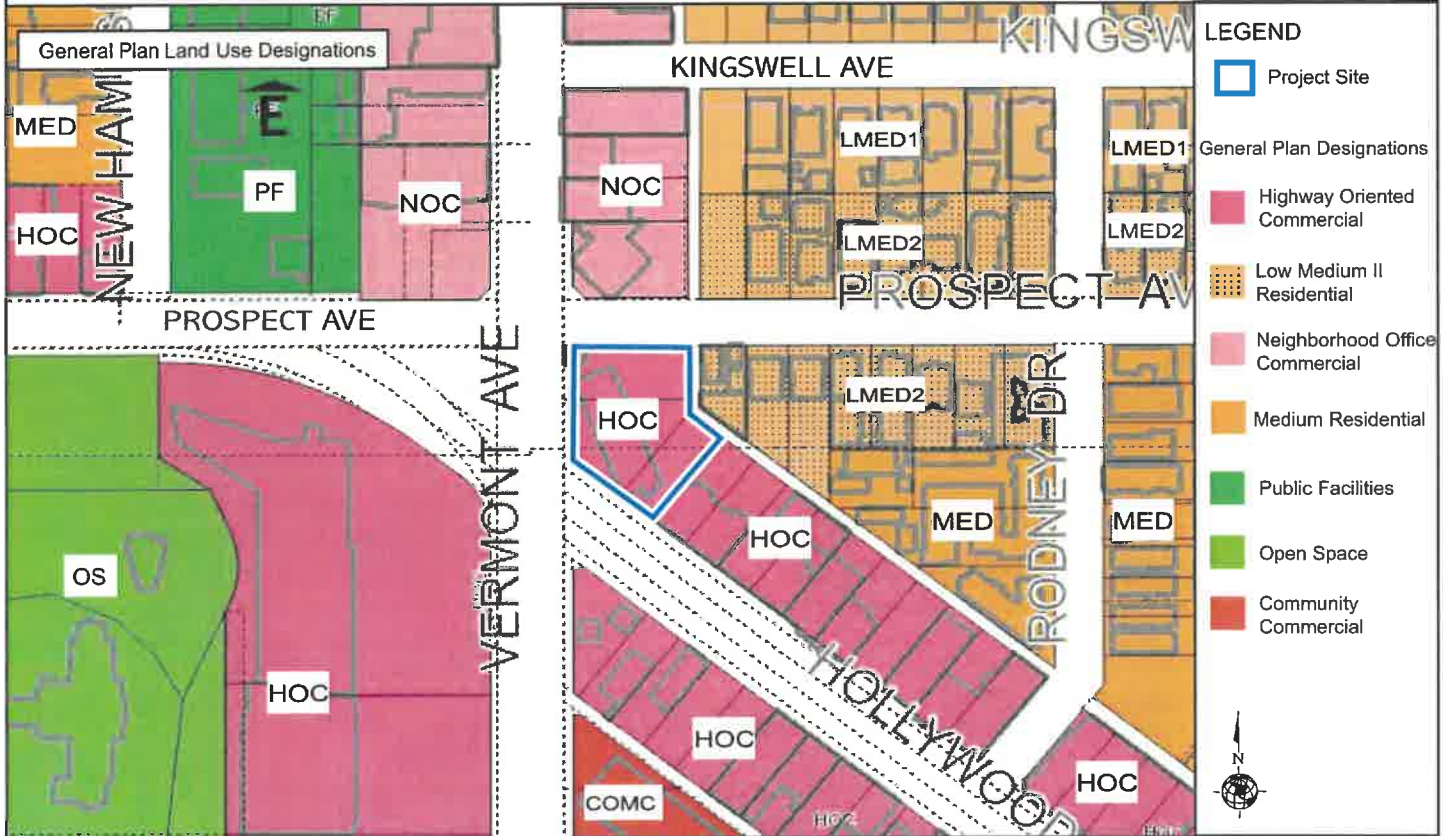 PF
General Plan Land Use Designations
KINGSW
KINGSWELL AVE
NEW HAM
E
MED
PF
NOC
NOC
LMED1
LMED1
HOC
LMED2
LMED2
PROSPECT AV
PROSPECT AVE
VERMONT AVE
HOC
LMED2
RODNEY DR
HOC
MED
MED
OS
HOC
HOC
HOLLYWOOD
HOC
COMC
HOC
LEGEND
Project Site
General Plan Designations
Highway Oriented
Commercial
Low Medium II
Residential
Neighborhood Office
Commercial
Medium Residential
Public Facilities
Open Space
Community
Commercial
N